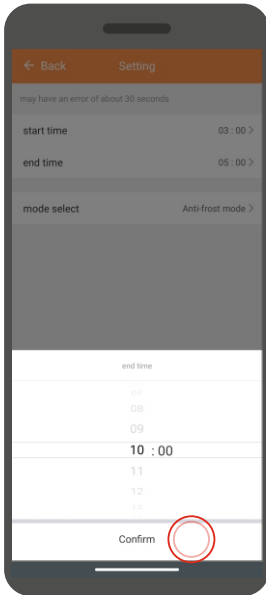 ← Back Setting
may have an error of about 30 seconds
start time 03 : 00 >
end time 05 : 00 >
mode select Anti-frost mode >
end time
08
09
10 : 00
11
12
Confirm